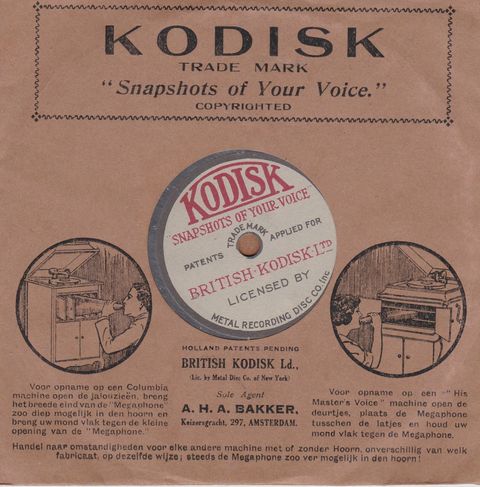 KODISK
TRADE MARK
"Snapshots of Your Voice."
COPYRIGHTED
KODISK
SNAPSHOTS OF YOUR VOICE
TRADE MARK
PATENTS APPLIED FOR
BRITISH-KODISK-LTD
LICENSED BY
METAL RECORDING DISC CO. Inc
HOLLAND PATENTS PENDING
BRITISH KODISK Ld.,
(Lic. by Metal Disc Co. of New York)
Sole Agent
A. H. A. BAKKER,
Keizersgracht, 297, AMSTERDAM.
Voor opname op een Columbia
machine open de jalouzieën, breng
het breede eind van de "Megaphone"
zoo diep mogelijk in den hoorn en
breng uw mond vlak tegen de kleine
opening van de "Megaphone."
Voor opname op een "His
Master's Voice" machine open de
deurtjes, plaats de Megaphone
tusschen de latjes en houd uw
mond vlak tegen de Megaphone.
Handel naar omstandigheden voor elke andere machine met of zonder Hoorn, onverschillig van welk
fabricaat, op dezelfde wijze; steeds de Megaphone zoo ver mogelijk in den hoorn!